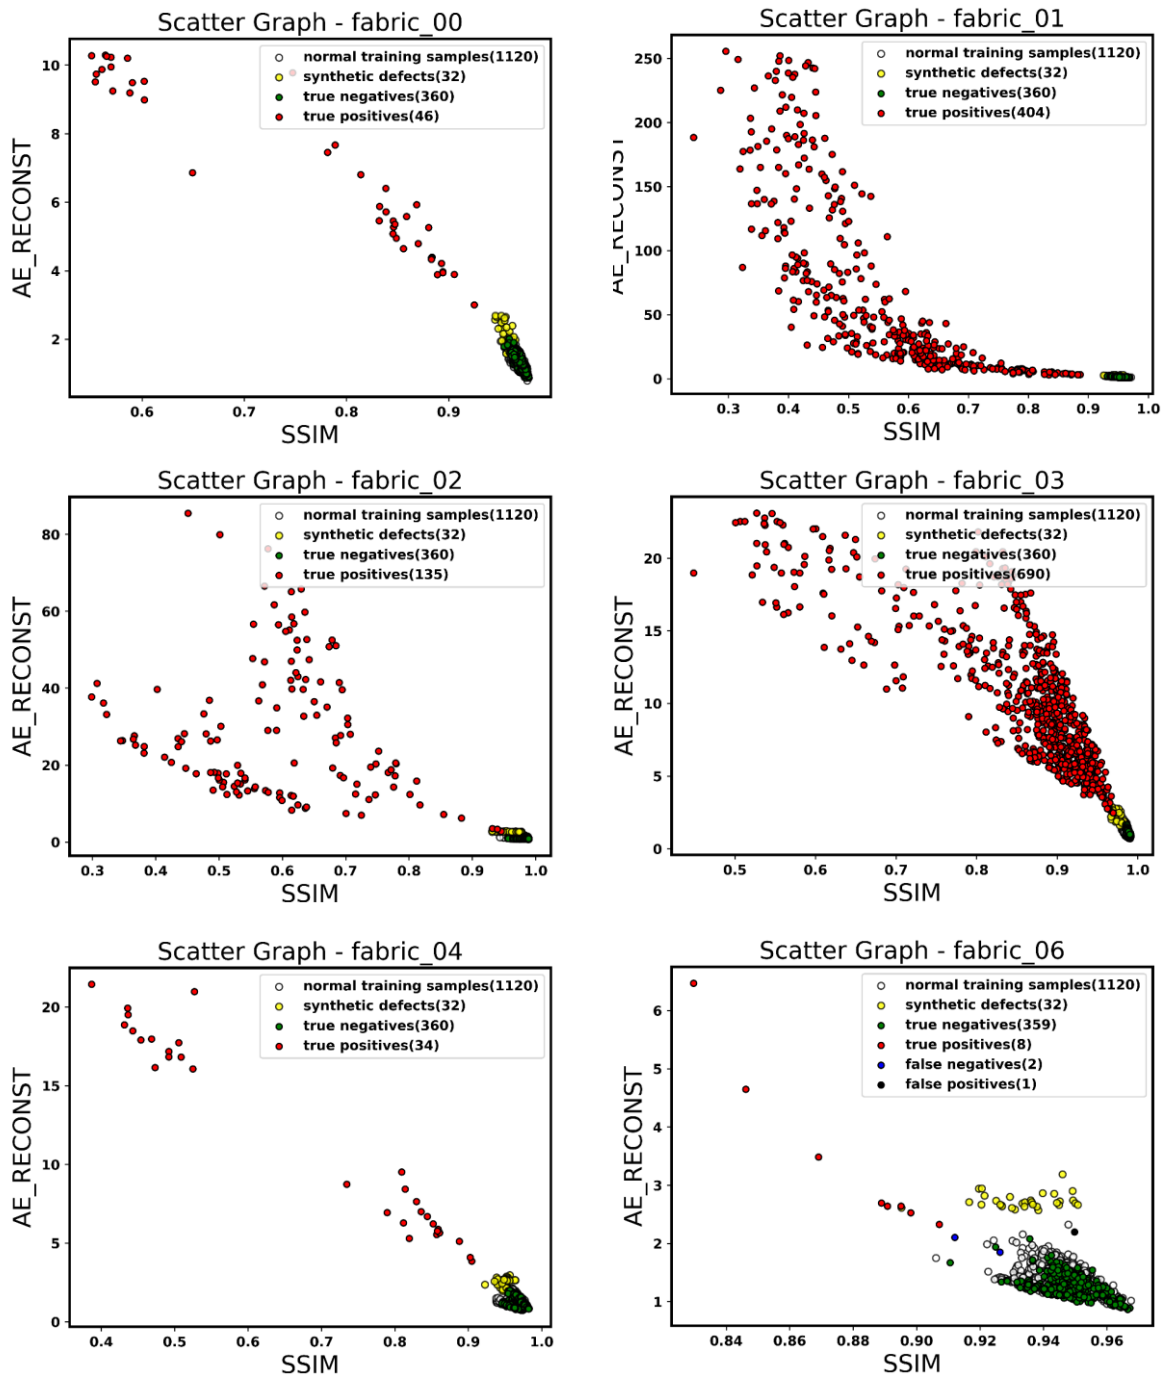 Scatter Graph - fabric_00
normal training samples(1120)
synthetic defects(32)
true negatives(360)
true positives(46)
AE_RECONST
10
8
6
4
2
0.6
0.7
0.8
0.9
SSIM
Scatter Graph - fabric_01
normal training samples(1120)
synthetic defects(32)
true negatives(360)
true positives(404)
AE_RECONST
250
200
150
100
50
0
0.3
0.4
0.5
0.6
0.7
0.8
0.9
1.0
SSIM
Scatter Graph - fabric_02
normal training samples(1120)
synthetic defects(32)
true negatives(360)
true positives(135)
AE_RECONST
80
60
40
20
0
0.3
0.4
0.5
0.6
0.7
0.8
0.9
1.0
SSIM
Scatter Graph - fabric_03
normal training samples(1120)
synthetic defects(32)
true negatives(360)
true positives(690)
AE_RECONST
20
15
10
5
0
0.5
0.6
0.7
0.8
0.9
1.0
SSIM
Scatter Graph - fabric_04
normal training samples(1120)
synthetic defects(32)
true negatives(360)
true positives(34)
AE_RECONST
20
15
10
5
0
0.4
0.5
0.6
0.7
0.8
0.9
1.0
SSIM
Scatter Graph - fabric_06
normal training samples(1120)
synthetic defects(32)
true negatives(359)
true positives(8)
false negatives(2)
false positives(1)
AE_RECONST
6
5
4
3
2
1
0.84
0.86
0.88
0.90
0.92
0.94
0.96
SSIM